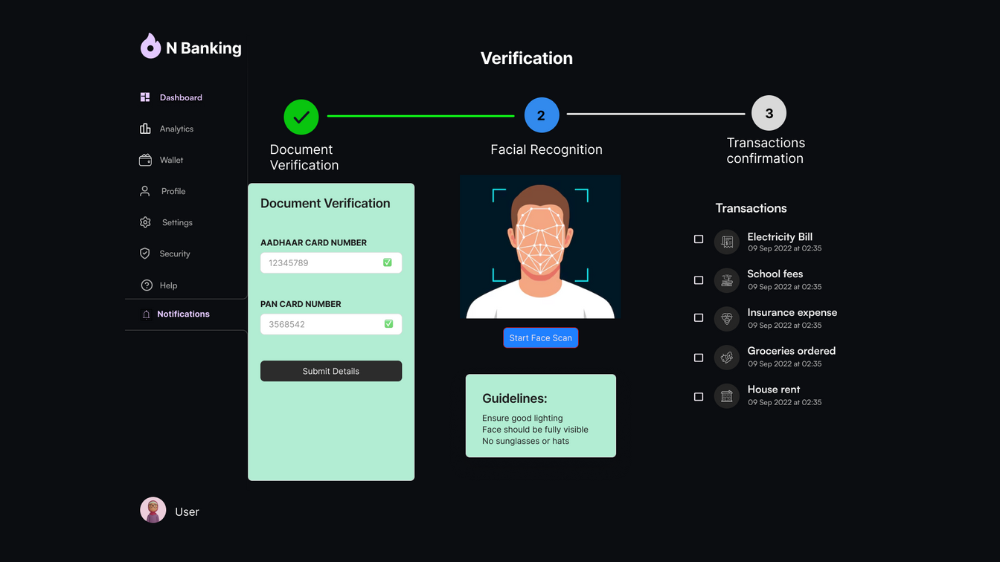 N Banking
Dashboard
Analytics
Wallet
Profile
Settings
Security
Help
Notifications
User
Verification
2
3
Document
Verification
Facial Recognition
Transactions
confirmation
Document Verification
AADHAAR CARD NUMBER
12345789
PAN CARD NUMBER
3568542
Submit Details
Start Face Scan
Guidelines:
Ensure good lighting
Face should be fully visible
No sunglasses or hats
Transactions
Electricity Bill
09 Sep 2022 at 02:35
School fees
09 Sep 2022 at 02:35
Insurance expense
09 Sep 2022 at 02:35
Groceries ordered
09 Sep 2022 at 02:35
House rent
09 Sep 2022 at 02:35